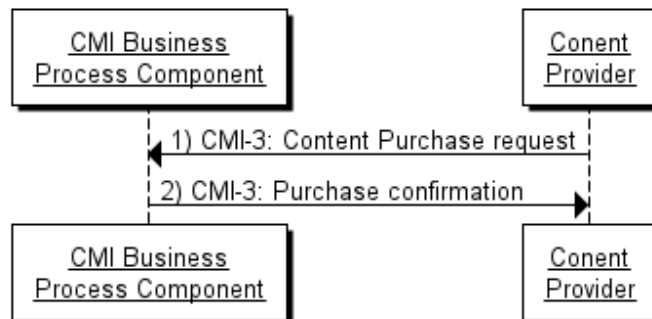 CMI Business
Process Component
Conent
Provider
1) CMI-3: Content Purchase request
2) CMI-3: Purchase confirmation
CMI Business
Process Component
Conent
Provider